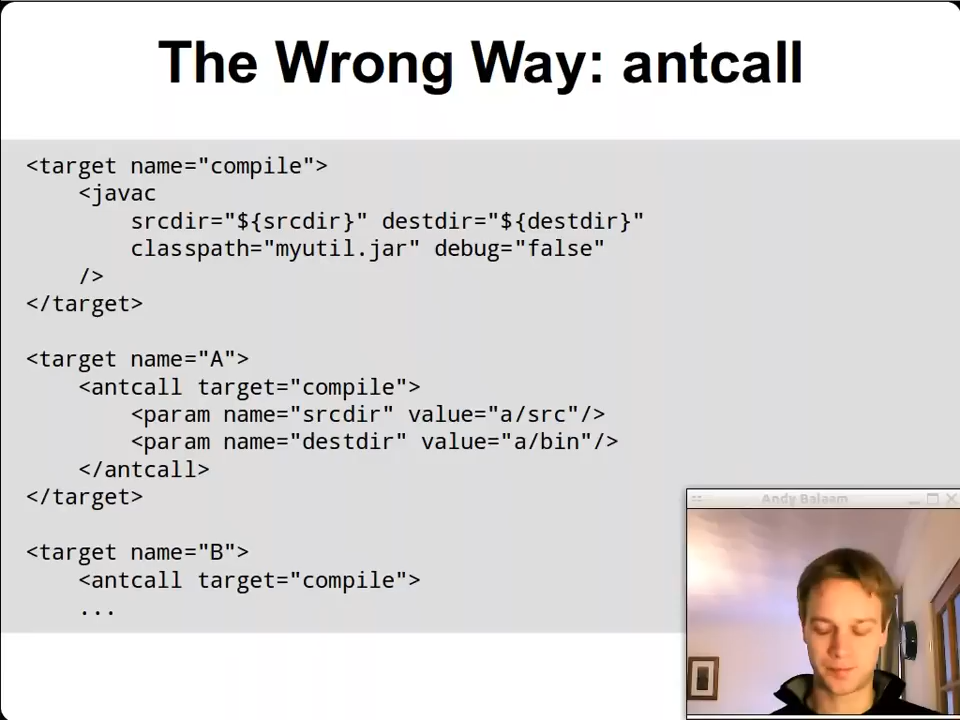 The Wrong Way: antcall
<target name="compile">
    <javac
        srcdir="${srcdir}" destdir="${destdir}"
        classpath="myutil.jar" debug="false"
    />
</target>
<target name="A">
    <antcall target="compile">
        <param name="srcdir" value="a/src"/>
        <param name="destdir" value="a/bin"/>
    </antcall>
</target>
<target name="B">
    <antcall target="compile">
    ...
Andy Balaam